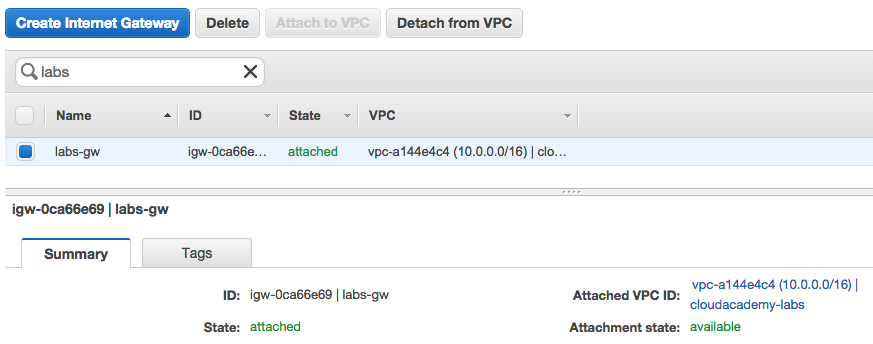 Create Internet Gateway Delete Attach to VPC Detach from VPC
labs
Name ID State VPC
labs-gw igw-0ca66e... attached vpc-a144e4c4 (10.0.0.0/16) | clo...
igw-0ca66e69 | labs-gw
Summary Tags
ID: igw-0ca66e69 | labs-gw Attached VPC ID: vpc-a144e4c4 (10.0.0.0/16) |
cloudacademy-labs
State: attached Attachment state: available